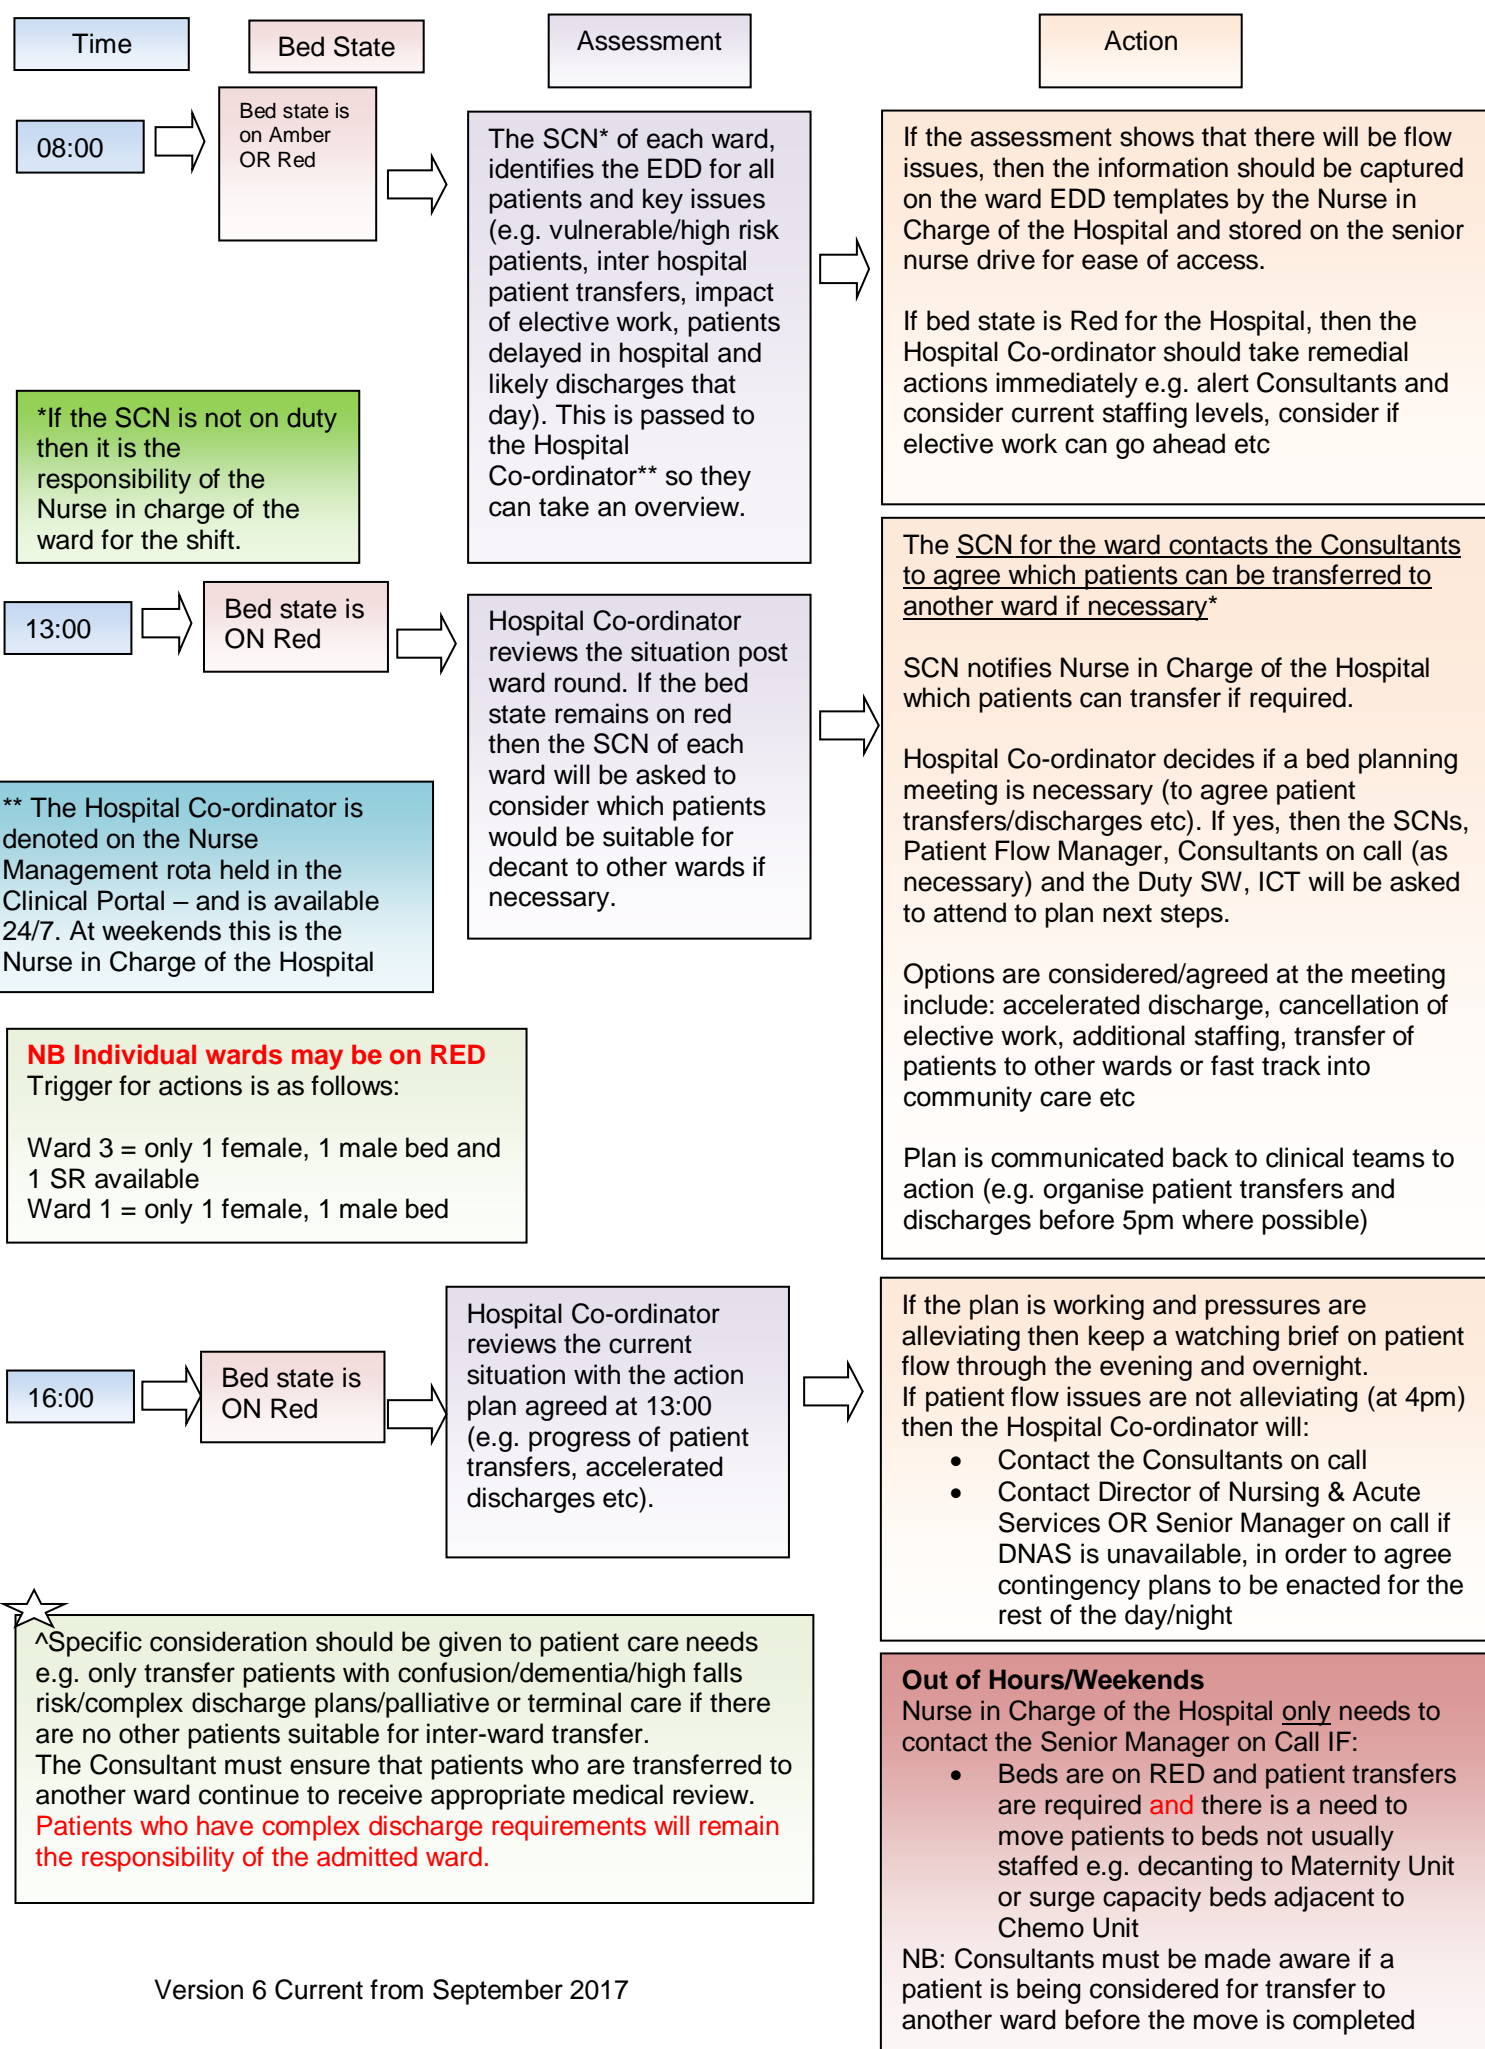 Time
Bed State
Assessment
Action
08:00
Bed state is
on Amber
OR Red
The SCN* of each ward,
identifies the EDD for all
patients and key issues
(e.g. vulnerable/high risk
patients, inter hospital
patient transfers, impact
of elective work, patients
delayed in hospital and
likely discharges that
day). This is passed to
the Hospital
Co-ordinator** so they
can take an overview.
If the assessment shows that there will be flow
issues, then the information should be captured
on the ward EDD templates by the Nurse in
Charge of the Hospital and stored on the senior
nurse drive for ease of access.
If bed state is Red for the Hospital, then the
Hospital Co-ordinator should take remedial
actions immediately e.g. alert Consultants and
consider current staffing levels, consider if
elective work can go ahead etc
*If the SCN is not on duty
then it is the
responsibility of the
Nurse in charge of the
ward for the shift.
13:00
Bed state is
ON Red
Hospital Co-ordinator
reviews the situation post
ward round. If the bed
state remains on red
then the SCN of each
ward will be asked to
consider which patients
would be suitable for
decant to other wards if
necessary.
The SCN for the ward contacts the Consultants
to agree which patients can be transferred to
another ward if necessary*
SCN notifies Nurse in Charge of the Hospital
which patients can transfer if required.
Hospital Co-ordinator decides if a bed planning
meeting is necessary (to agree patient
transfers/discharges etc). If yes, then the SCNs,
Patient Flow Manager, Consultants on call (as
necessary) and the Duty SW, ICT will be asked
to attend to plan next steps.
Options are considered/agreed at the meeting
include: accelerated discharge, cancellation of
elective work, additional staffing, transfer of
patients to other wards or fast track into
community care etc
Plan is communicated back to clinical teams to
action (e.g. organise patient transfers and
discharges before 5pm where possible)
** The Hospital Co-ordinator is
denoted on the Nurse
Management rota held in the
Clinical Portal – and is available
24/7. At weekends this is the
Nurse in Charge of the Hospital
NB Individual wards may be on RED
Trigger for actions is as follows:
Ward 3 = only 1 female, 1 male bed and
1 SR available
Ward 1 = only 1 female, 1 male bed
16:00
Bed state is
ON Red
Hospital Co-ordinator
reviews the current
situation with the action
plan agreed at 13:00
(e.g. progress of patient
transfers, accelerated
discharges etc).
If the plan is working and pressures are
alleviating then keep a watching brief on patient
flow through the evening and overnight.
If patient flow issues are not alleviating (at 4pm)
then the Hospital Co-ordinator will:
• Contact the Consultants on call
• Contact Director of Nursing & Acute
Services OR Senior Manager on call if
DNAS is unavailable, in order to agree
contingency plans to be enacted for the
rest of the day/night
^Specific consideration should be given to patient care needs
e.g. only transfer patients with confusion/dementia/high falls
risk/complex discharge plans/palliative or terminal care if there
are no other patients suitable for inter-ward transfer.
The Consultant must ensure that patients who are transferred to
another ward continue to receive appropriate medical review.
Patients who have complex discharge requirements will remain
the responsibility of the admitted ward.
Out of Hours/Weekends
Nurse in Charge of the Hospital only needs to
contact the Senior Manager on Call IF:
• Beds are on RED and patient transfers
are required and there is a need to
move patients to beds not usually
staffed e.g. decanting to Maternity Unit
or surge capacity beds adjacent to
Chemo Unit
NB: Consultants must be made aware if a
patient is being considered for transfer to
another ward before the move is completed
Version 6 Current from September 2017